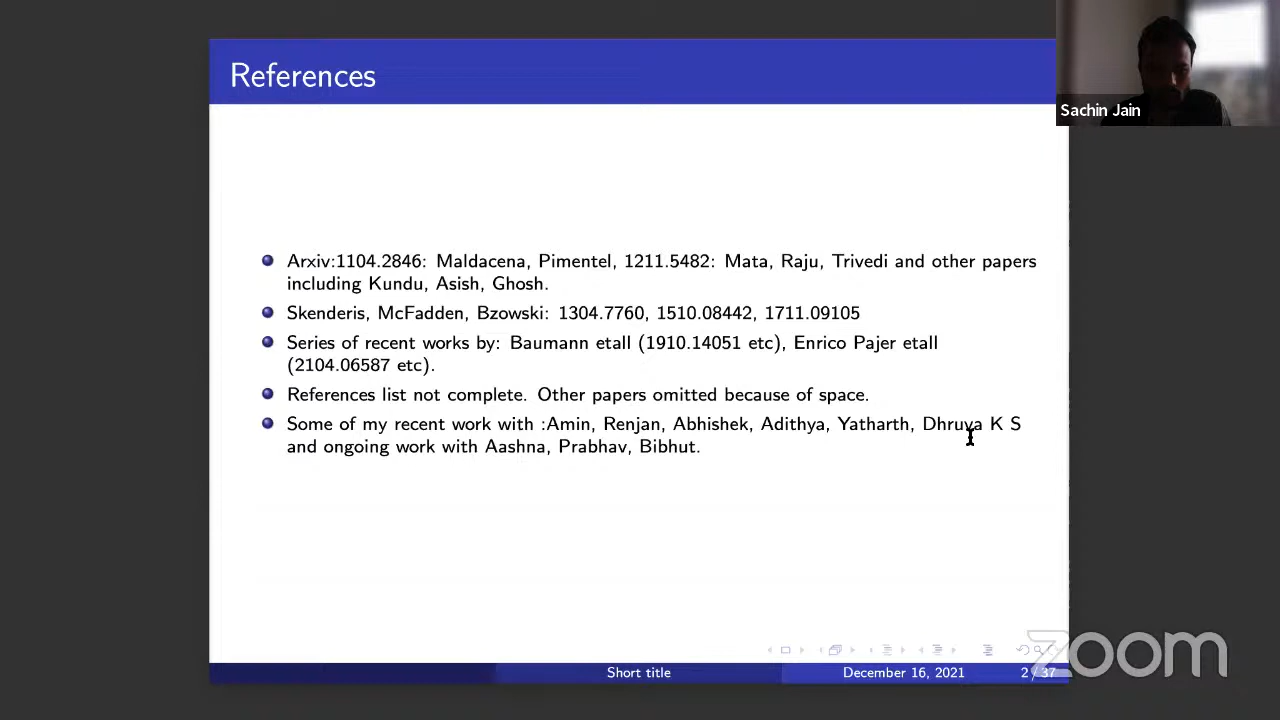 References
Sachin Jain
Arxiv:1104.2846: Maldacena, Pimentel, 1211.5482: Mata, Raju, Trivedi and other papers
including Kundu, Asish, Ghosh.
Skenderis, McFadden, Bzowski: 1304.7760, 1510.08442, 1711.09105
Series of recent works by: Baumann etall (1910.14051 etc), Enrico Pajer etall
(2104.06587 etc).
References list not complete. Other papers omitted because of space.
Some of my recent work with :Amin, Renjan, Abhishek, Adithya, Yatharth, Dhruva K S
and ongoing work with Aashna, Prabhav, Bibhut.
Short title
December 16, 2021
2 / 37
zoom